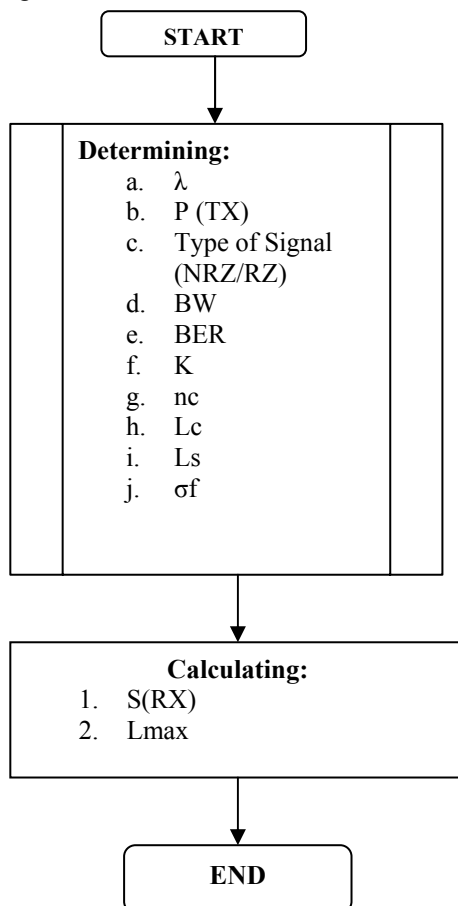 START
Determining:
a. λ
b. P (TX)
c. Type of Signal
(NRZ/RZ)
d. BW
e. BER
f. K
g. nc
h. Lc
i. Ls
j. σf
Calculating:
1. S(RX)
2. Lmax
END